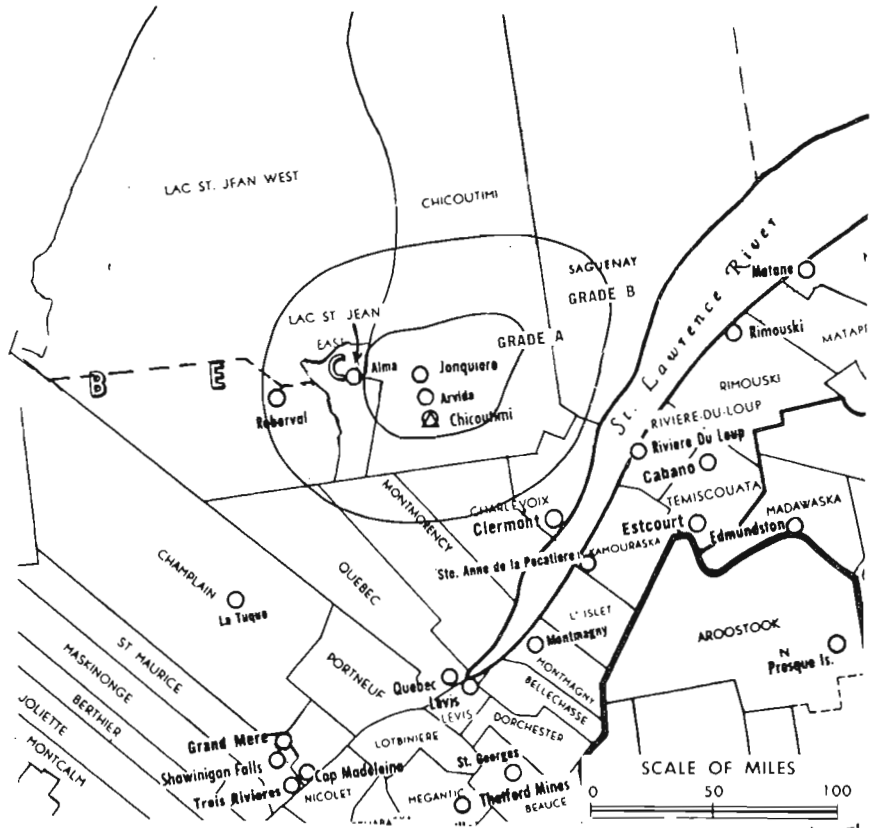 LAC ST. JEAN WEST
CHICOUTIMI
SAGUENAY
GRADE B
St. Lawrence River
Matane
LAC ST JEAN
EAST
GRADE A
Rimouski
MATAP
B
E
C
Alma
Jonquiere
Arvida
Roberval
Chicoutimi
RIMOUSKI
RIVIERE-DU-LOUP
Riviere Du Loup
Cabano
TEMISCOUATA
MONTMORENCY
CHARLEVOIX
Clermont
Estcourt
MADAWASKA
Edmundston
Ste. Anne de la Pocatiere
KAMOURASKA
CHAMPLAIN
QUEBEC
La Tuque
L' ISLET
AROOSTOOK
N
Presque Is.
Montmagny
ST MAURICE
MASKINONGE
BERTHIER
JOLIETTE
MONTCALM
PORTNEUF
Quebec
Levis
LEVIS
MONTMAGNY
BELLECHASSE
DORCHESTER
LOTBINIERE
Grand Mere
Shawinigan Falls
Cap Madeleine
Trois Rivieres
NICOLET
St. Georges
MEGANTIC
Thetford Mines
BEAUCE
SCALE OF MILES
0 50 100